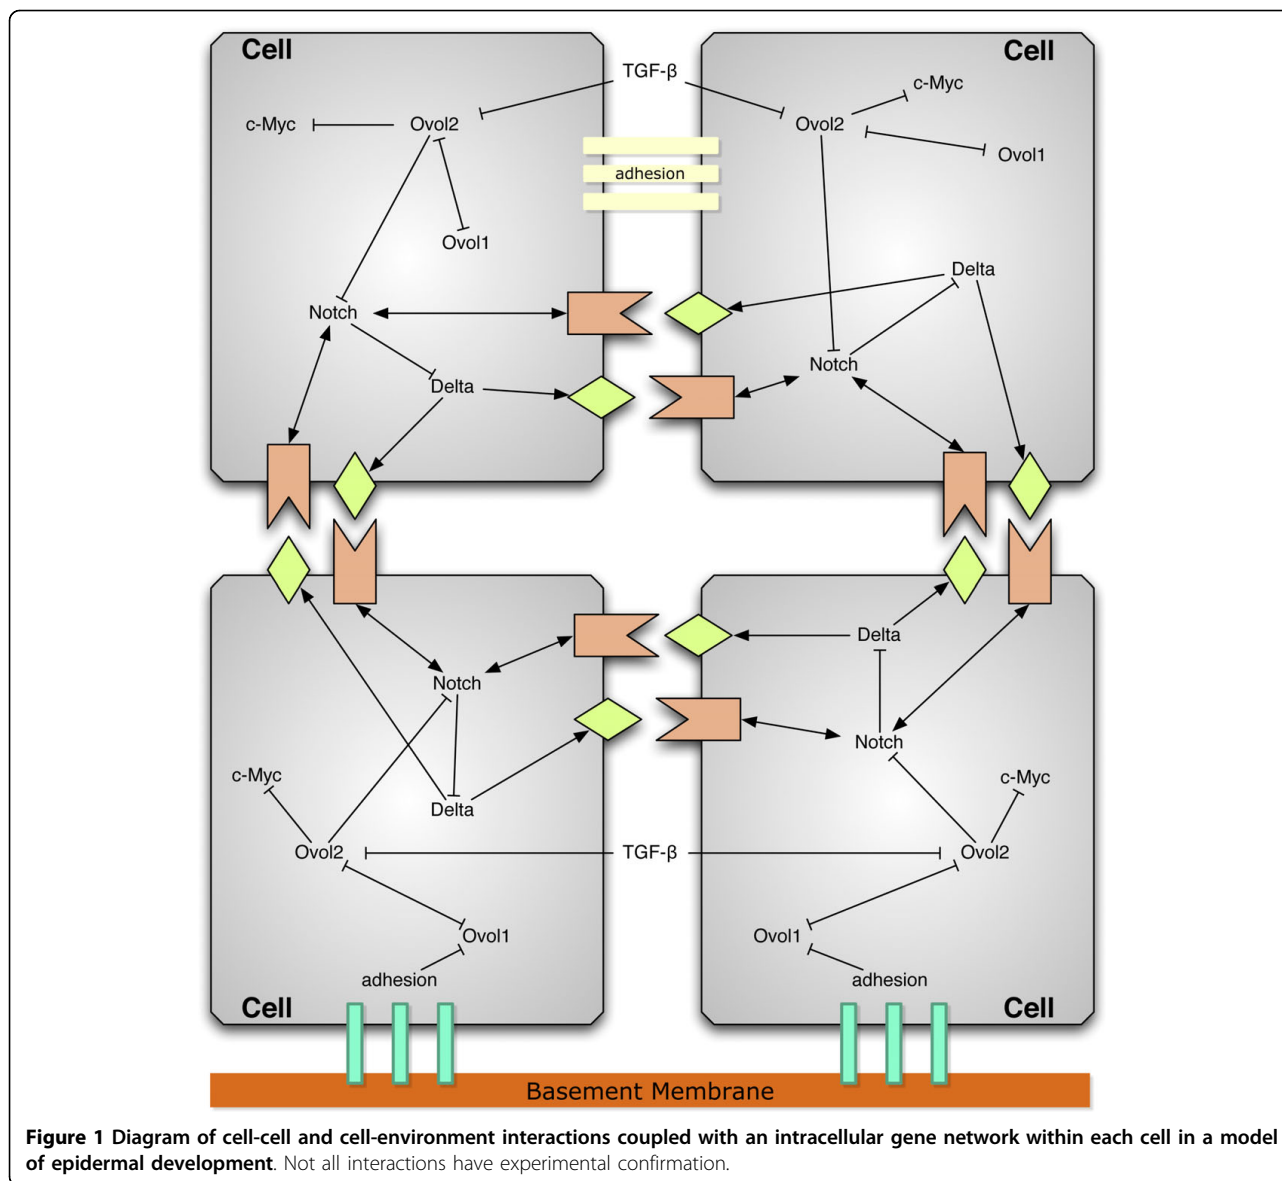 Cell
Cell
TGF-β
c-Myc
c-Myc
Ovol2
Ovol2
Ovol1
adhesion
Ovol1
Delta
Notch
Notch
Delta
Delta
Notch
Notch
c-Myc
c-Myc
Delta
Ovol2
TGF-β
Ovol2
Ovol1
Ovol1
adhesion
adhesion
Cell
Cell
Basement Membrane
Figure 1 Diagram of cell-cell and cell-environment interactions coupled with an intracellular gene network within each cell in a model
of epidermal development. Not all interactions have experimental confirmation.